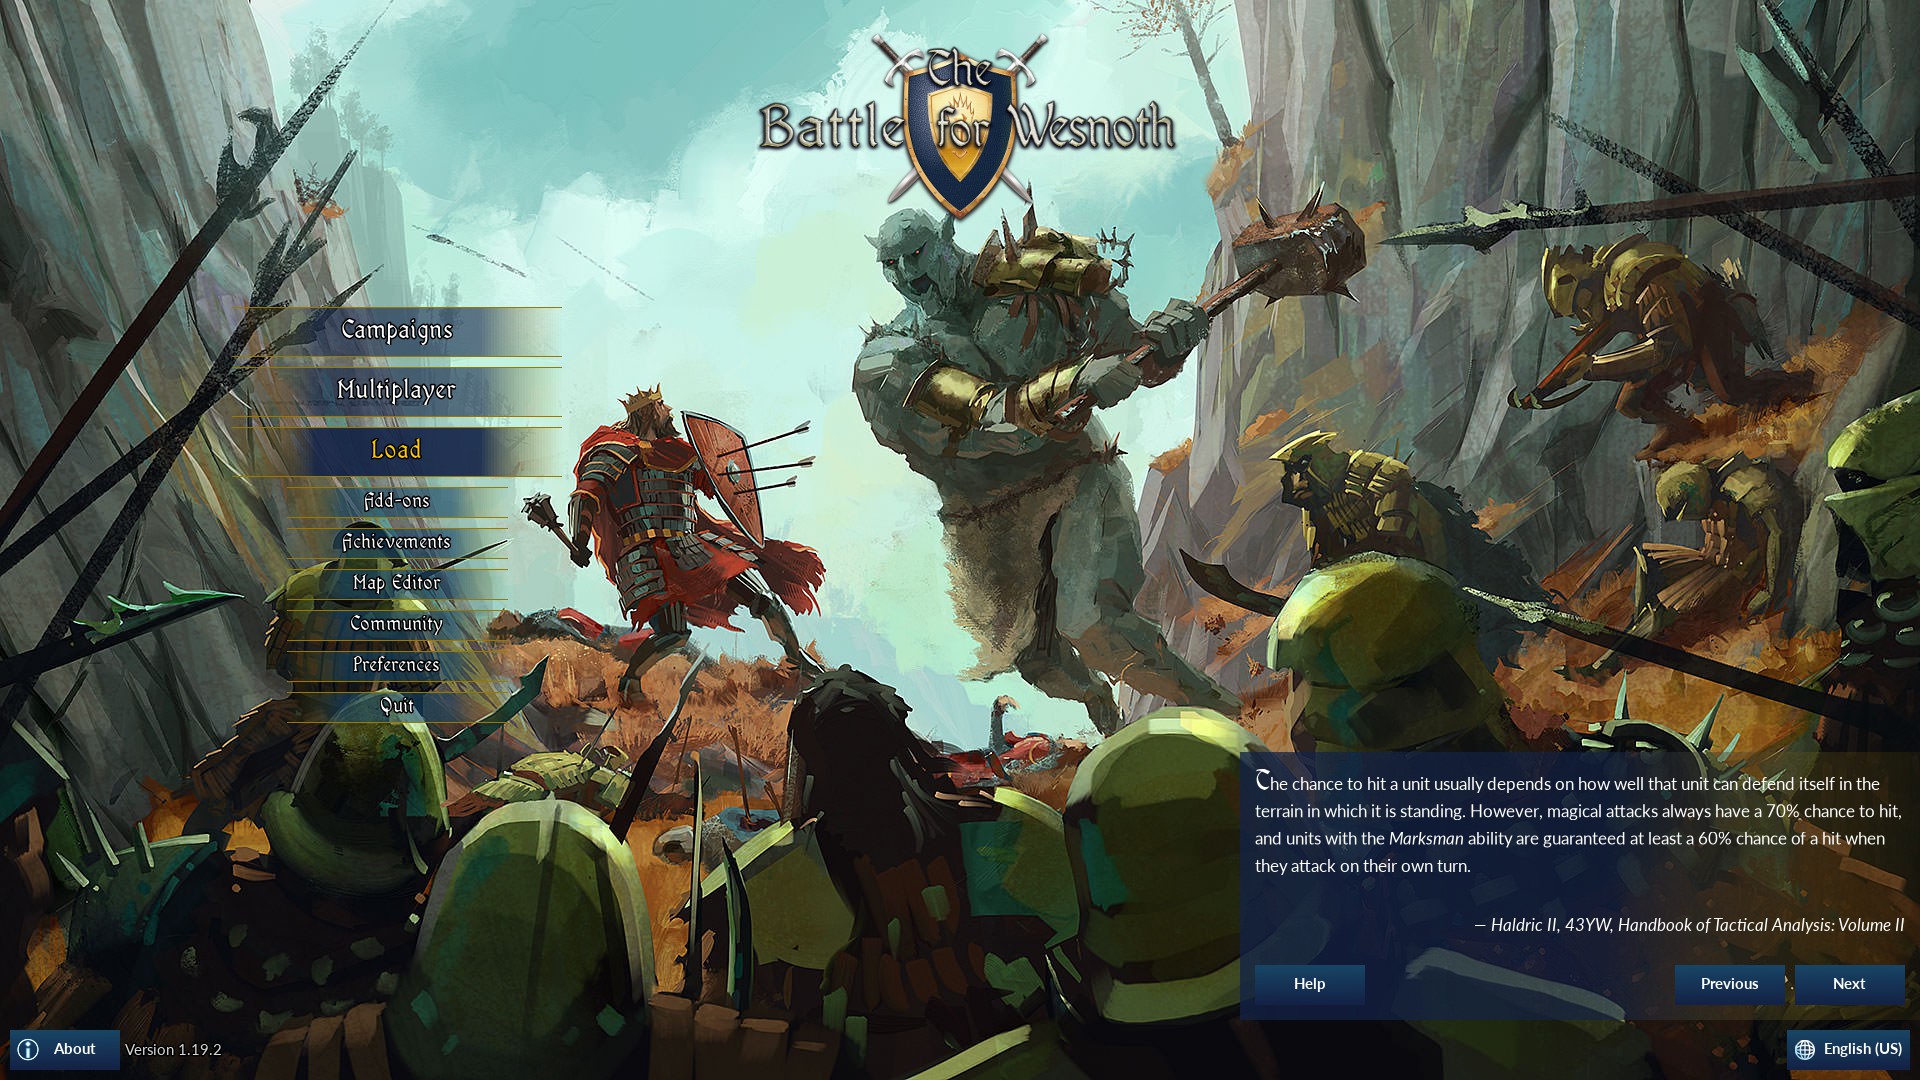 The
Battle for Wesnoth
Campaigns
Multiplayer
Load
Add-ons
Achievements
Map Editor
Community
Preferences
Quit
The chance to hit a unit usually depends on how well that unit can defend itself in the
terrain in which it is standing. However, magical attacks always have a 70% chance to hit,
and units with the Marksman ability are guaranteed at least a 60% chance of a hit when
they attack on their own turn.
— Haldric II, 43YW, Handbook of Tactical Analysis: Volume II
Help
Previous
Next
About
Version 1.19.2
English (US)